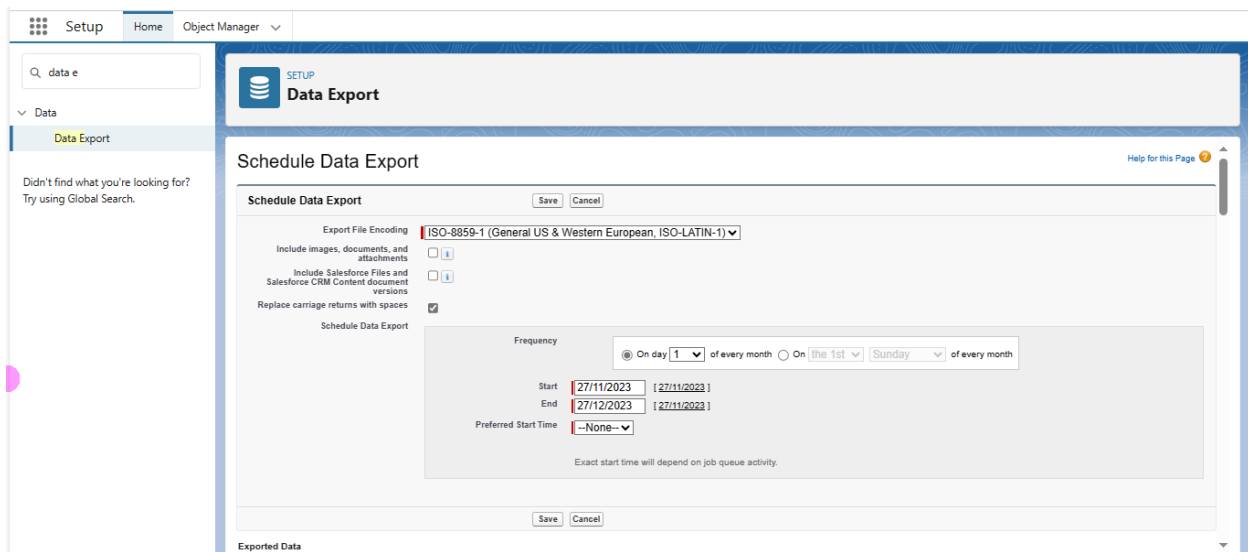 Setup Home Object Manager
data e
Data
Data Export
Didn't find what you're looking for?
Try using Global Search.
SETUP
Data Export
Schedule Data Export
Help for this Page ?
Schedule Data Export Save Cancel
Export File Encoding ISO-8859-1 (General US & Western European, ISO-LATIN-1)
Include images, documents, and
attachments i
Include Salesforce Files and
Salesforce CRM Content document
versions i
Replace carriage returns with spaces
Schedule Data Export
Frequency
On day 1 of every month On the 1st Sunday of every month
Start 27/11/2023 [ 27/11/2023 ]
End 27/12/2023 [ 27/11/2023 ]
Preferred Start Time --None--
Exact start time will depend on job queue activity.
Save Cancel
Exported Data